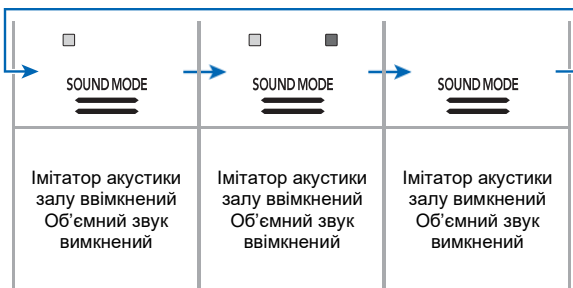 SOUND MODE
SOUND MODE
SOUND MODE
Імітатор акустики
залу ввімкнений
Об’ємний звук
вимкнений
Імітатор акустики
залу ввімкнений
Об’ємний звук
ввімкнений
Імітатор акустики
залу вимкнений
Об’ємний звук
вимкнений